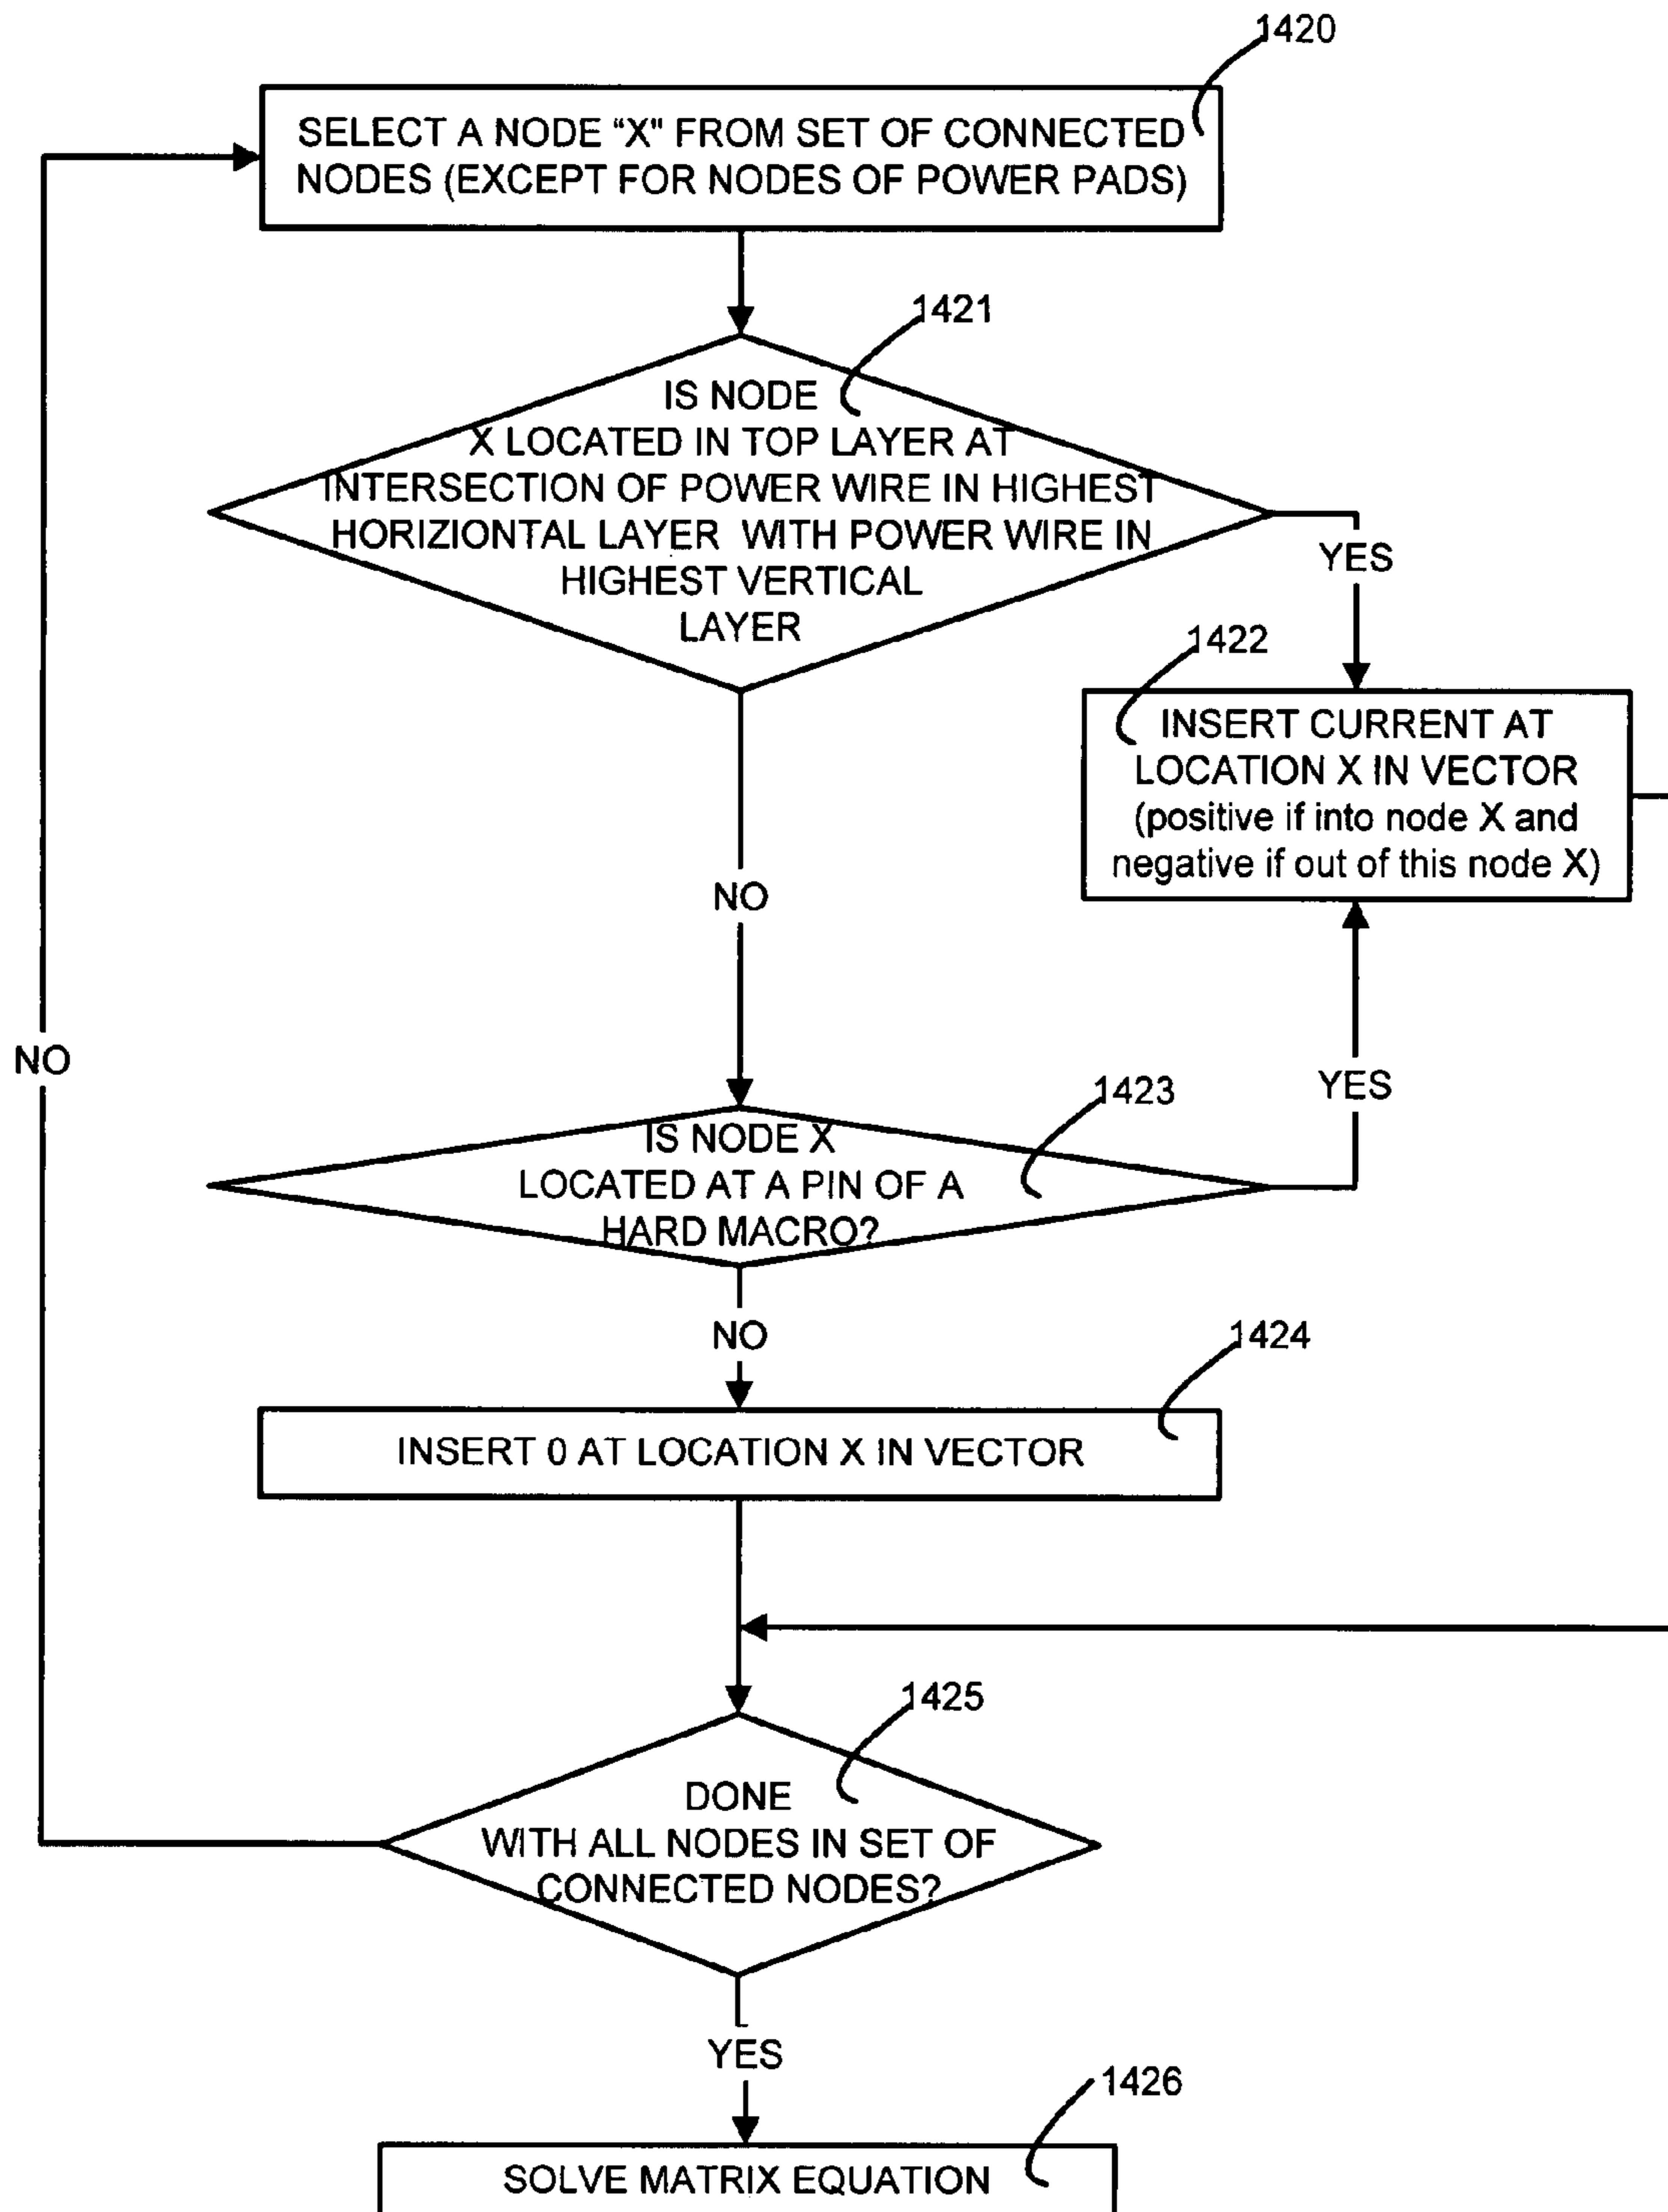 1420
SELECT A NODE “X” FROM SET OF CONNECTED
NODES (EXCEPT FOR NODES OF POWER PADS)
1421
IS NODE
X LOCATED IN TOP LAYER AT
INTERSECTION OF POWER WIRE IN HIGHEST
HORIZIONTAL LAYER WITH POWER WIRE IN
HIGHEST VERTICAL
LAYER
YES
1422
INSERT CURRENT AT
LOCATION X IN VECTOR
(positive if into node X and
negative if out of this node X)
NO
NO
YES
1423
IS NODE X
LOCATED AT A PIN OF A
HARD MACRO?
NO
1424
INSERT 0 AT LOCATION X IN VECTOR
1425
DONE
WITH ALL NODES IN SET OF
CONNECTED NODES?
YES
1426
SOLVE MATRIX EQUATION